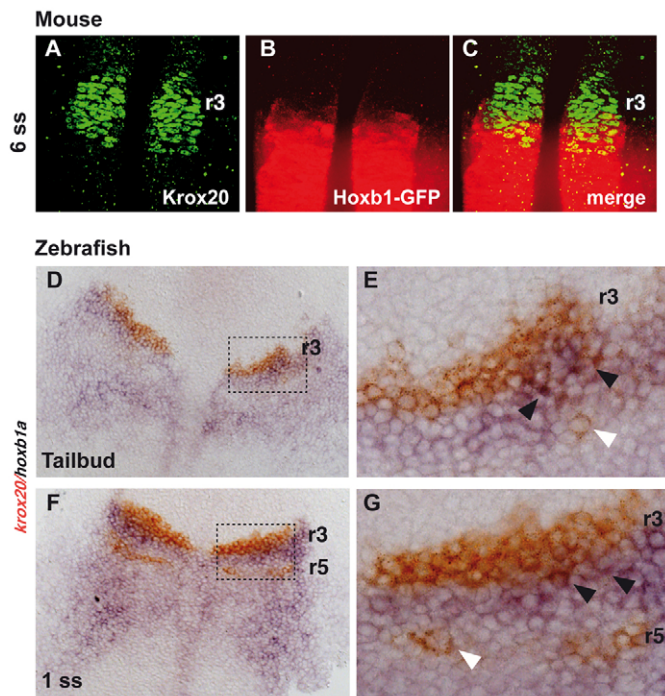 Mouse
A B C
r3 r3
6 ss
Krox20 Hoxb1-GFP merge
Zebrafish
D E
r3 r3
Tailbud
krox20/hoxb1a
F G
r3 r3
r5 r5
1 ss